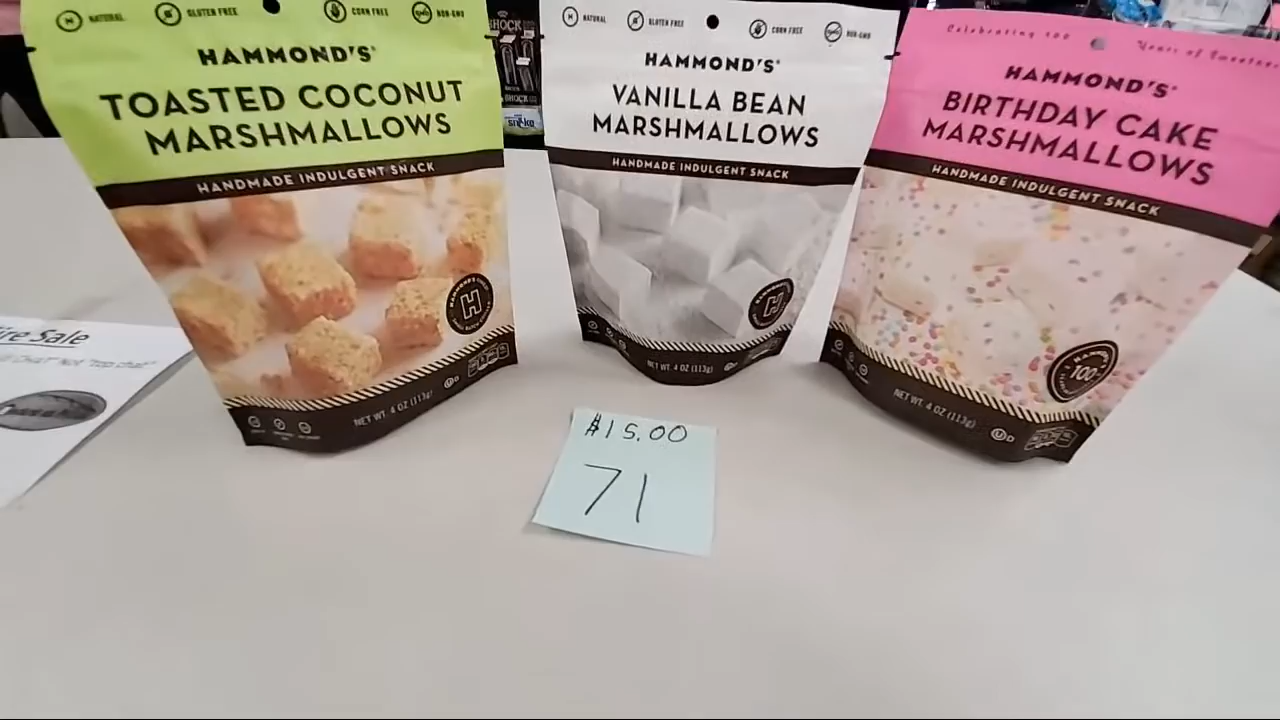 NATURAL GLUTEN FREE CORN FREE NON-GMO
HAMMOND'S®
TOASTED COCONUT
MARSHMALLOWS
HANDMADE INDULGENT SNACK
NET WT. 4 OZ (113g)
NATURAL GLUTEN FREE CORN FREE NON-GMO
HAMMOND'S®
VANILLA BEAN
MARSHMALLOWS
HANDMADE INDULGENT SNACK
NET WT. 4 OZ (113g)
Celebrating 100 Years of Sweetness
HAMMOND'S®
BIRTHDAY CAKE
MARSHMALLOWS
HANDMADE INDULGENT SNACK
100
NET WT. 4 OZ (113g)
SHOCK
SHOCK
ire Sale
$15.00
71